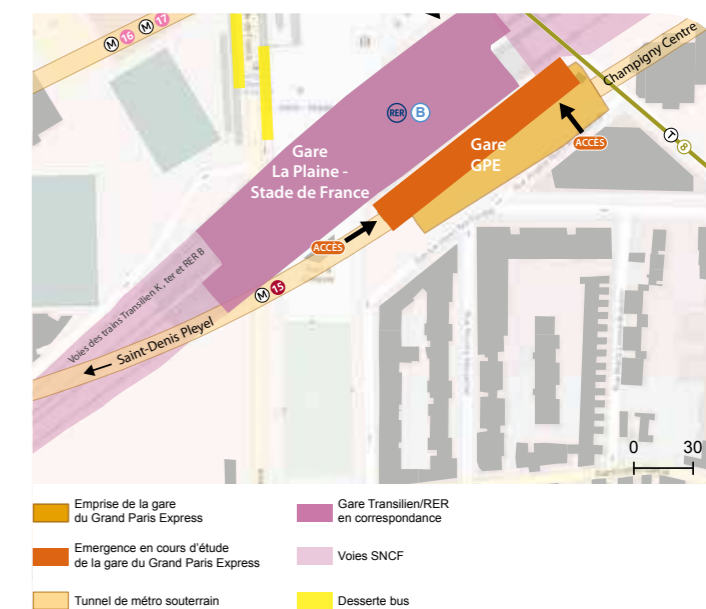 M 16 M 17
Champigny Centre
RER B
T 8
Gare
La Plaine -
Stade de France
Gare
GPE
ACCÈS
ACCÈS
Voies des trains Transilien K, ter et RER B
M 15
Saint-Denis Pleyel
0 30
Emprise de la gare
du Grand Paris Express
Gare Transilien/RER
en correspondance
Emergence en cours d'étude
de la gare du Grand Paris Express
Voies SNCF
Tunnel de métro souterrain
Desserte bus